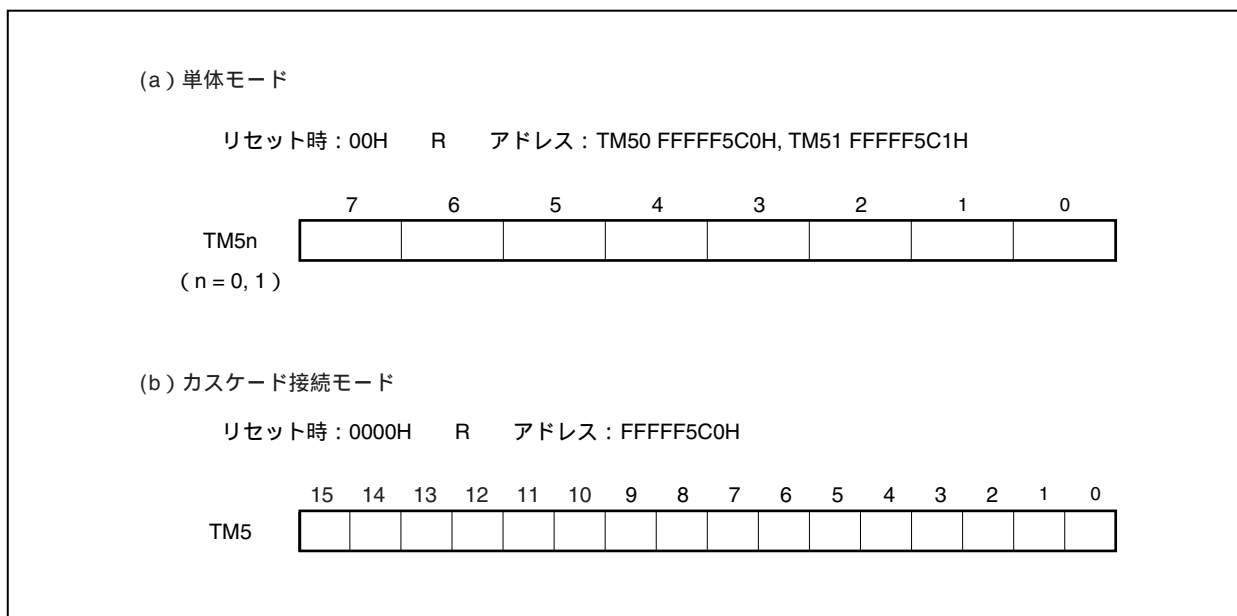 (a)単体モード
リセット時:00H R アドレス:TM50 FFFFF5C0H, TM51 FFFFF5C1H
7 6 5 4 3 2 1 0
TM5n
(n = 0, 1)
(b)カスケード接続モード
リセット時:0000H R アドレス:FFFFF5C0H
15 14 13 12 11 10 9 8 7 6 5 4 3 2 1 0
TM5